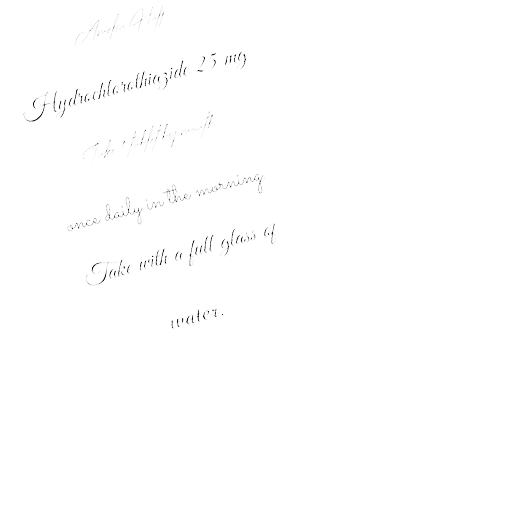 Hydrochlorothiazide 25 mg
Take 1 tablet by mouth
once daily in the morning
Take with a full glass of
water.